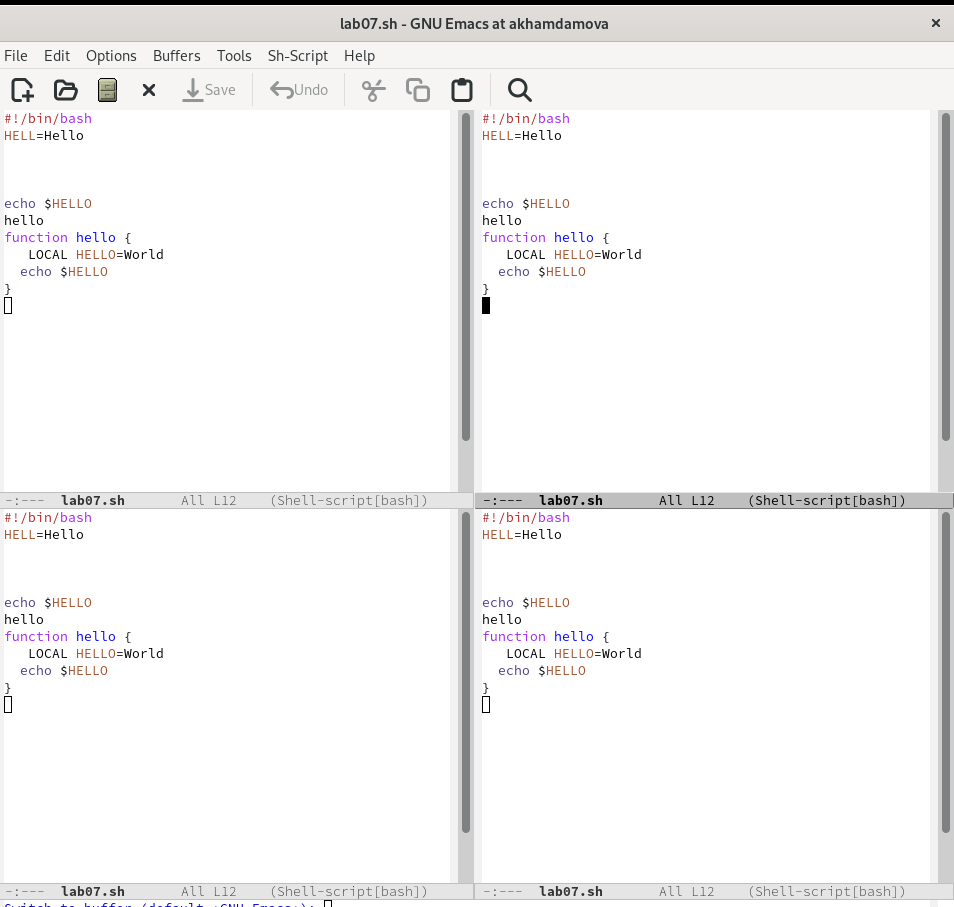 lab07.sh - GNU Emacs at akhamdamova
File Edit Options Buffers Tools Sh-Script Help
Save Undo
#!/bin/bash
HELL=Hello
echo $HELLO
hello
function hello {
   LOCAL HELLO=World
  echo $HELLO
}
-:---  lab07.sh       All L12    (Shell-script[bash])
#!/bin/bash
HELL=Hello
echo $HELLO
hello
function hello {
   LOCAL HELLO=World
  echo $HELLO
}
-:---  lab07.sh       All L12    (Shell-script[bash])
#!/bin/bash
HELL=Hello
echo $HELLO
hello
function hello {
   LOCAL HELLO=World
  echo $HELLO
}
-:---  lab07.sh       All L12    (Shell-script[bash])
#!/bin/bash
HELL=Hello
echo $HELLO
hello
function hello {
   LOCAL HELLO=World
  echo $HELLO
}
-:---  lab07.sh       All L12    (Shell-script[bash])
Switch to buffer (default *GNU Emacs*):